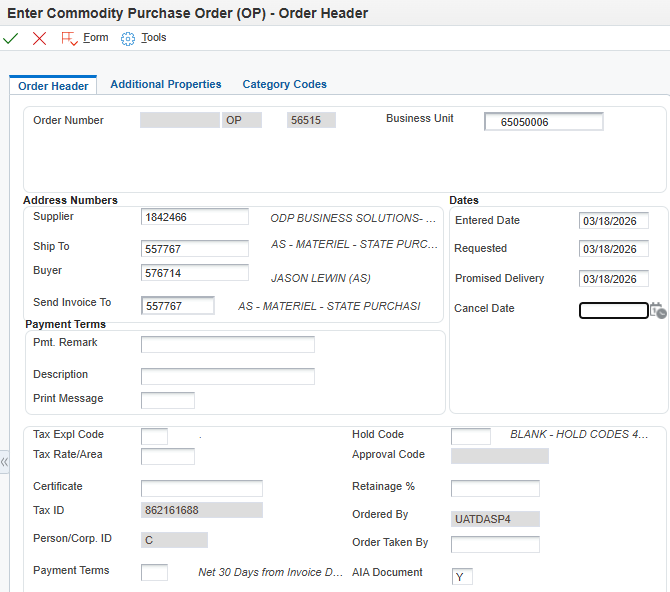 Enter Commodity Purchase Order (OP) - Order Header
Form Tools
Order Header Additional Properties Category Codes
Order Number OP 56515 Business Unit 65050006
Address Numbers
Supplier 1842466 ODP BUSINESS SOLUTIONS- ...
Ship To 557767 AS - MATERIEL - STATE PURC...
Buyer 576714 JASON LEWIN (AS)
Send Invoice To 557767 AS - MATERIEL - STATE PURCHASI
Dates
Entered Date 03/18/2026
Requested 03/18/2026
Promised Delivery 03/18/2026
Cancel Date
Payment Terms
Pmt. Remark
Description
Print Message
Tax Expl Code . Hold Code BLANK - HOLD CODES 4...
Tax Rate/Area Approval Code
Certificate Retainage %
Tax ID 862161688 Ordered By UATDASP4
Person/Corp. ID C Order Taken By
Payment Terms Net 30 Days from Invoice D... AIA Document Y